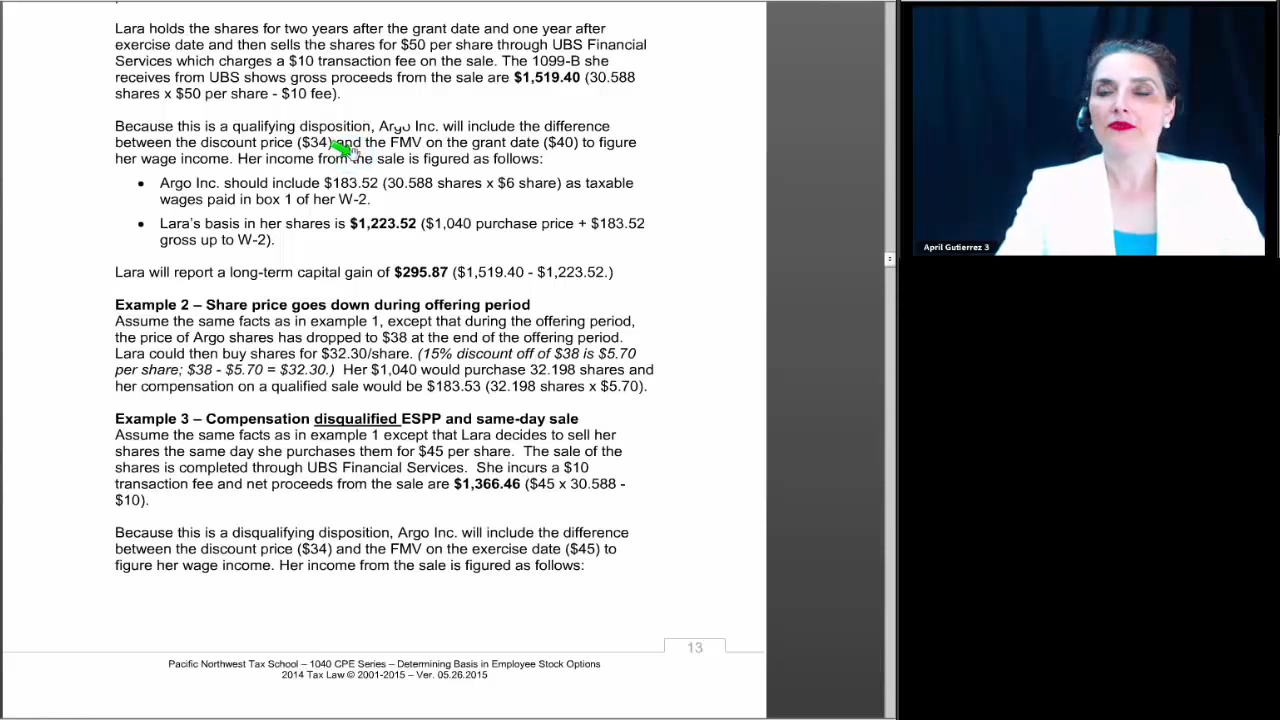 Lara holds the shares for two years after the grant date and one year after
exercise date and then sells the shares for $50 per share through UBS Financial
Services which charges a $10 transaction fee on the sale. The 1099-B she
receives from UBS shows gross proceeds from the sale are $1,519.40 (30.588
shares x $50 per share - $10 fee).
Because this is a qualifying disposition, Argo Inc. will include the difference
between the discount price ($34) and the FMV on the grant date ($40) to figure
her wage income. Her income from the sale is figured as follows:
• Argo Inc. should include $183.52 (30.588 shares x $6 share) as taxable
wages paid in box 1 of her W-2.
• Lara's basis in her shares is $1,223.52 ($1,040 purchase price + $183.52
gross up to W-2).
Lara will report a long-term capital gain of $295.87 ($1,519.40 - $1,223.52.)
Example 2 – Share price goes down during offering period
Assume the same facts as in example 1, except that during the offering period,
the price of Argo shares has dropped to $38 at the end of the offering period.
Lara could then buy shares for $32.30/share. (15% discount off of $38 is $5.70
per share; $38 - $5.70 = $32.30.) Her $1,040 would purchase 32.198 shares and
her compensation on a qualified sale would be $183.53 (32.198 shares x $5.70).
Example 3 – Compensation disqualified ESPP and same-day sale
Assume the same facts as in example 1 except that Lara decides to sell her
shares the same day she purchases them for $45 per share. The sale of the
shares is completed through UBS Financial Services. She incurs a $10
transaction fee and net proceeds from the sale are $1,366.46 ($45 x 30.588 -
$10).
Because this is a disqualifying disposition, Argo Inc. will include the difference
between the discount price ($34) and the FMV on the exercise date ($45) to
figure her wage income. Her income from the sale is figured as follows:
13
Pacific Northwest Tax School – 1040 CPE Series – Determining Basis in Employee Stock Options
2014 Tax Law © 2001-2015 – Ver. 05.26.2015
April Gutierrez 3